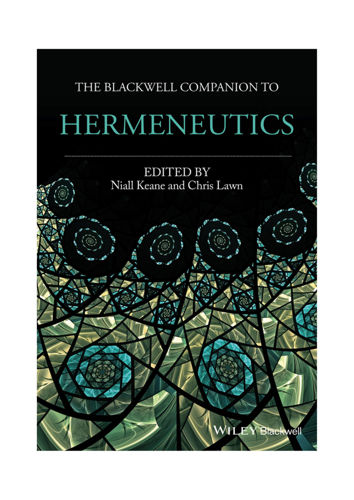 THE BLACKWELL COMPANION TO
HERMENEUTICS
EDITED BY
Niall Keane and Chris Lawn
WILEY Blackwell